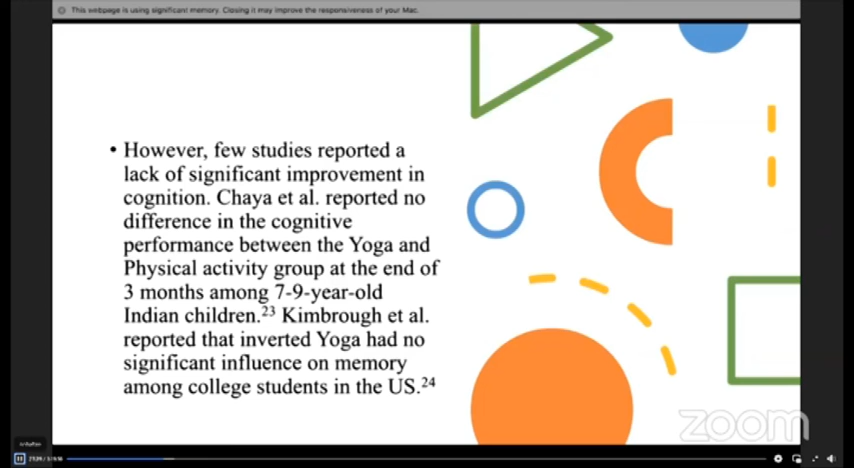 This webpage is using significant memory. Closing it may improve the responsiveness of your Mac.
• However, few studies reported a
lack of significant improvement in
cognition. Chaya et al. reported no
difference in the cognitive
performance between the Yoga and
Physical activity group at the end of
3 months among 7-9-year-old
Indian children.²³ Kimbrough et al.
reported that inverted Yoga had no
significant influence on memory
among college students in the US.²⁴
zoom